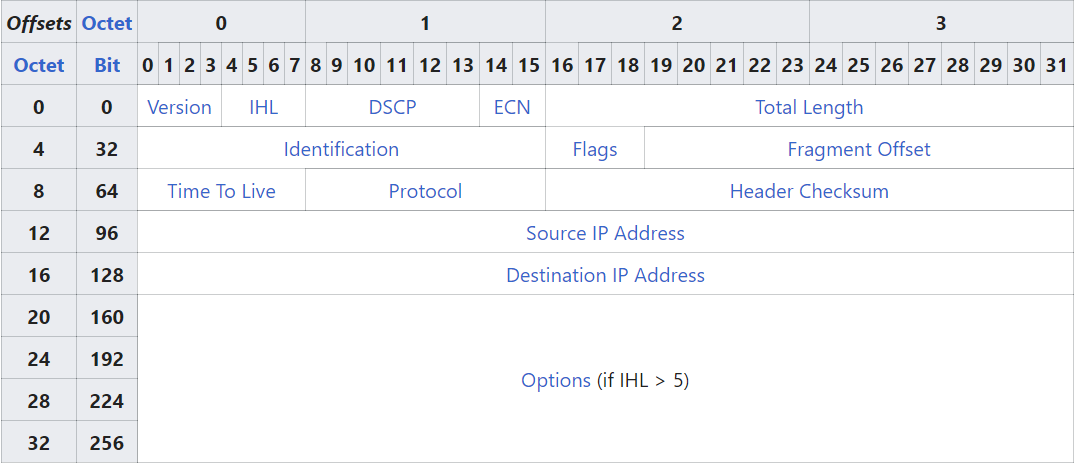 Offsets Octet 0 1 2 3
Octet Bit 0 1 2 3 4 5 6 7 8 9 10 11 12 13 14 15 16 17 18 19 20 21 22 23 24 25 26 27 28 29 30 31
0 0 Version IHL DSCP ECN Total Length
4 32 Identification Flags Fragment Offset
8 64 Time To Live Protocol Header Checksum
12 96 Source IP Address
16 128 Destination IP Address
20 160
24 192
Options (if IHL > 5)
28 224
32 256